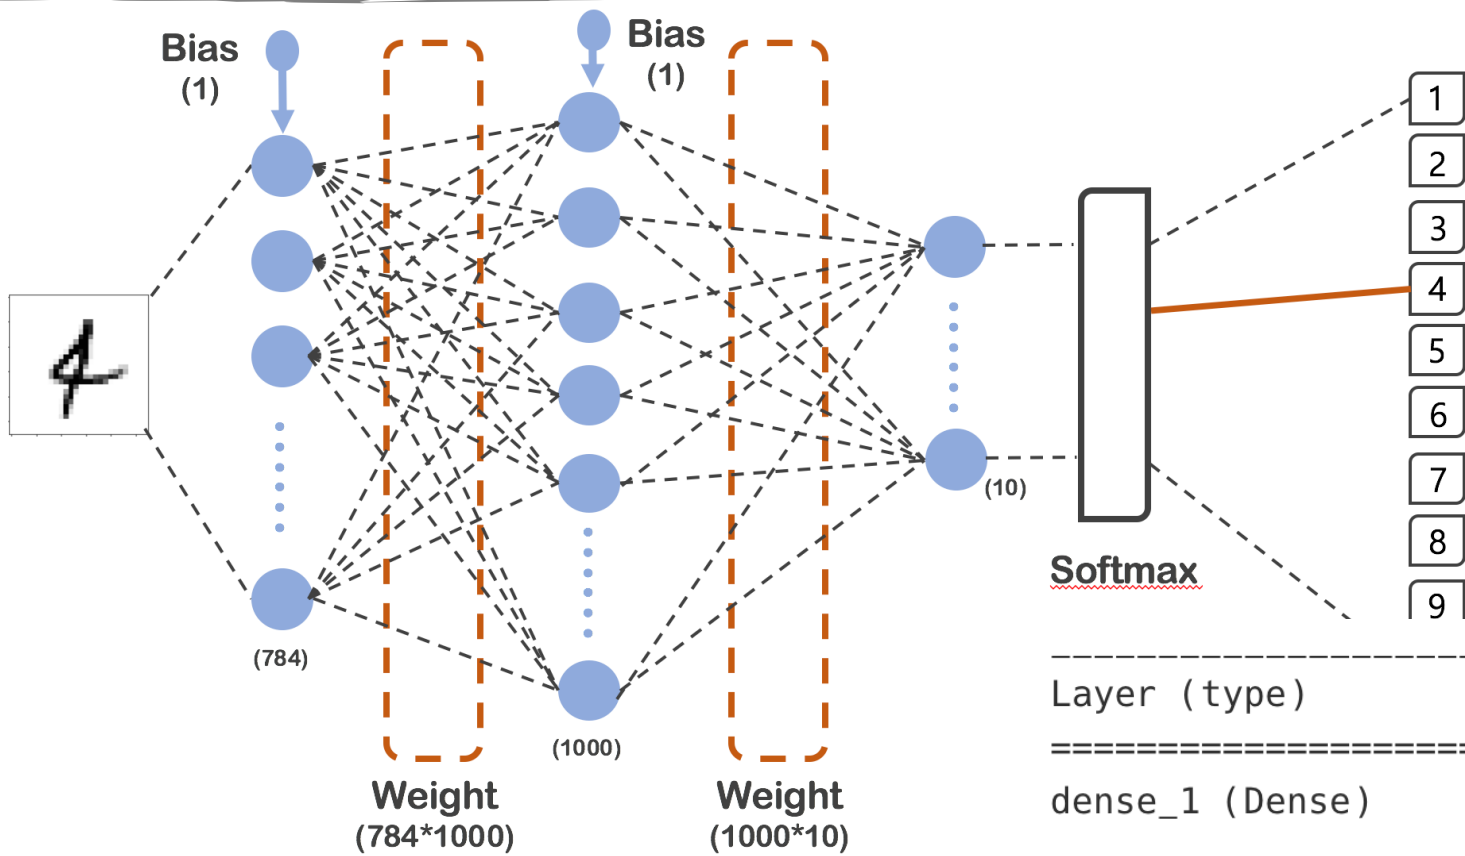 Bias
(1)
Bias
(1)
1
2
3
4
5
6
7
8
9
(10)
Softmax
(784)
(1000)
Weight
(784*1000)
Weight
(1000*10)
Layer (type)
dense_1 (Dense)